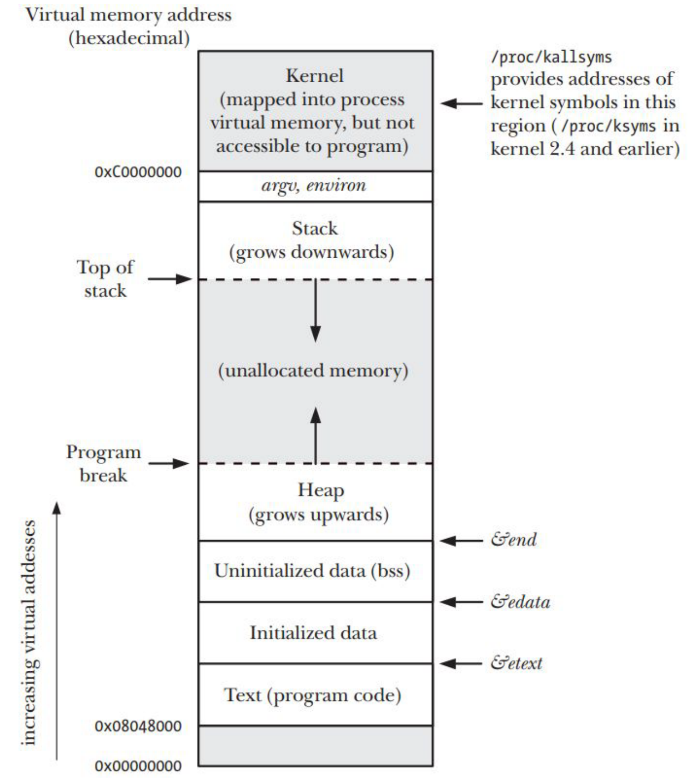 Virtual memory address
(hexadecimal)
/proc/kallsyms
provides addresses of
kernel symbols in this
region (/proc/ksyms in
kernel 2.4 and earlier)
Kernel
(mapped into process
virtual memory, but not
accessible to program)
0xC0000000
argv, environ
Stack
(grows downwards)
Top of
stack
(unallocated memory)
Program
break
Heap
(grows upwards)
&end
Uninitialized data (bss)
&edata
Initialized data
&etext
Text (program code)
0x08048000
0x00000000
increasing virtual addesses